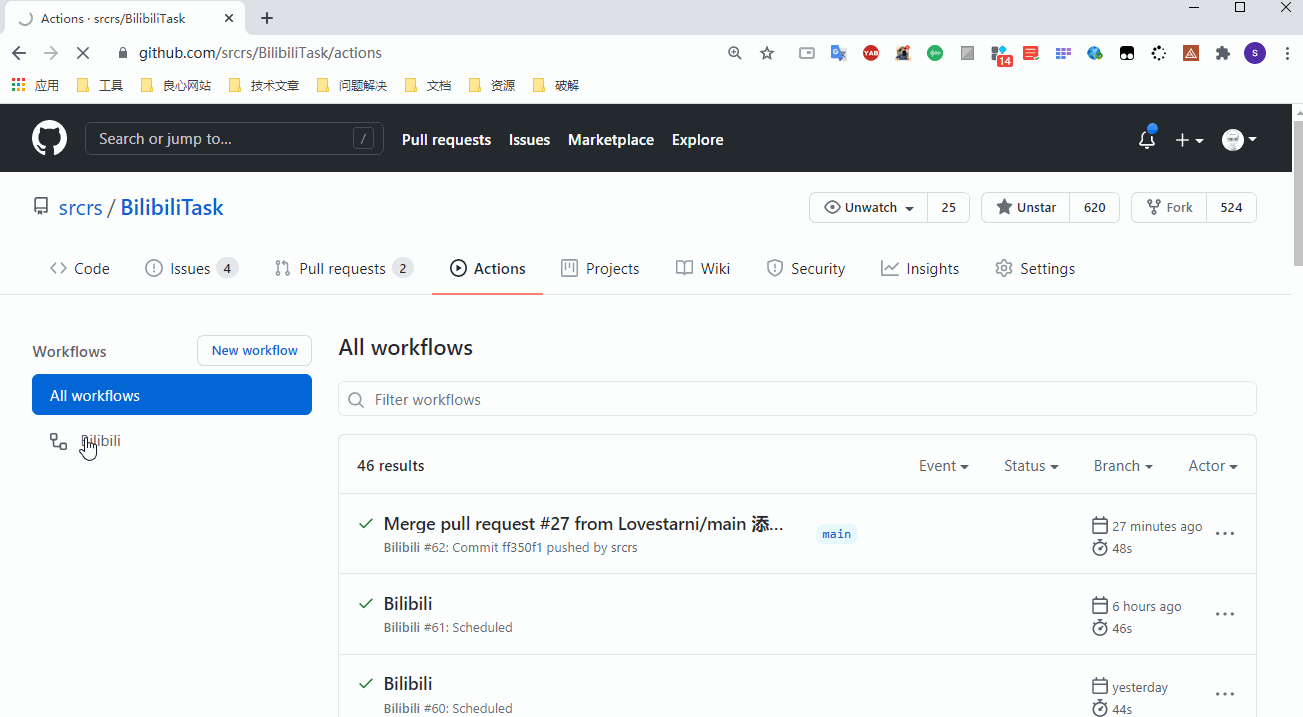 Actions · srcrs/BilibiliTask
github.com/srcrs/BilibiliTask/actions
YAB
14
S
应用 工具 良心网站 技术文章 问题解决 文档 资源 破解
Search or jump to... /
Pull requests Issues Marketplace Explore
srcrs / BilibiliTask
Unwatch 25 Unstar 620 Fork 524
Code Issues 4 Pull requests 2 Actions Projects Wiki Security Insights Settings
Workflows New workflow
All workflows
Bilibili
All workflows
Filter workflows
46 results Event Status Branch Actor
Merge pull request #27 from Lovestarni/main 添...
Bilibili #62: Commit ff350f1 pushed by srcrs
main
27 minutes ago
48s
Bilibili
Bilibili #61: Scheduled
6 hours ago
46s
Bilibili
Bilibili #60: Scheduled
yesterday
44s